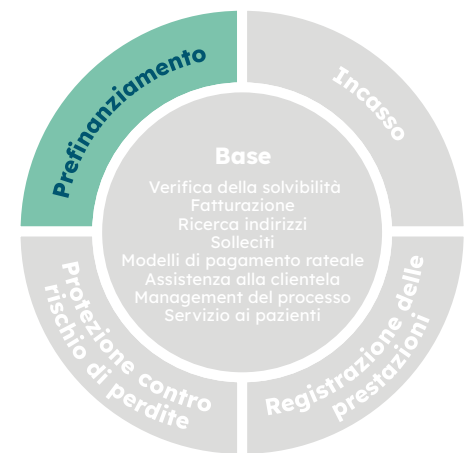 Prefinanziamento
Incasso
Base
Verifica della solvibilità
Fatturazione
Ricerca indirizzi
Solleciti
Modelli di pagamento rateale
Assistenza alla clientela
Management del processo
Servizio ai pazienti
Protezione contro
rischio di perdite
Registrazione delle
prestazioni